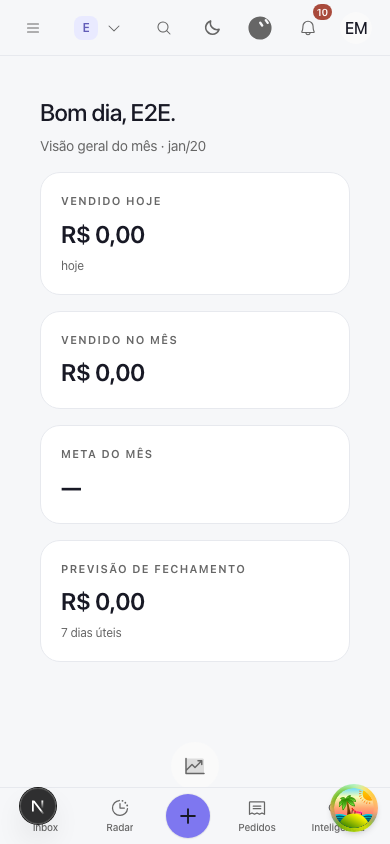 E
10
EM
Bom dia, E2E.
Visão geral do mês · jan/20
VENDIDO HOJE
R$ 0,00
hoje
VENDIDO NO MÊS
R$ 0,00
META DO MÊS
—
PREVISÃO DE FECHAMENTO
R$ 0,00
7 dias úteis
N
Inbox
Radar
Pedidos